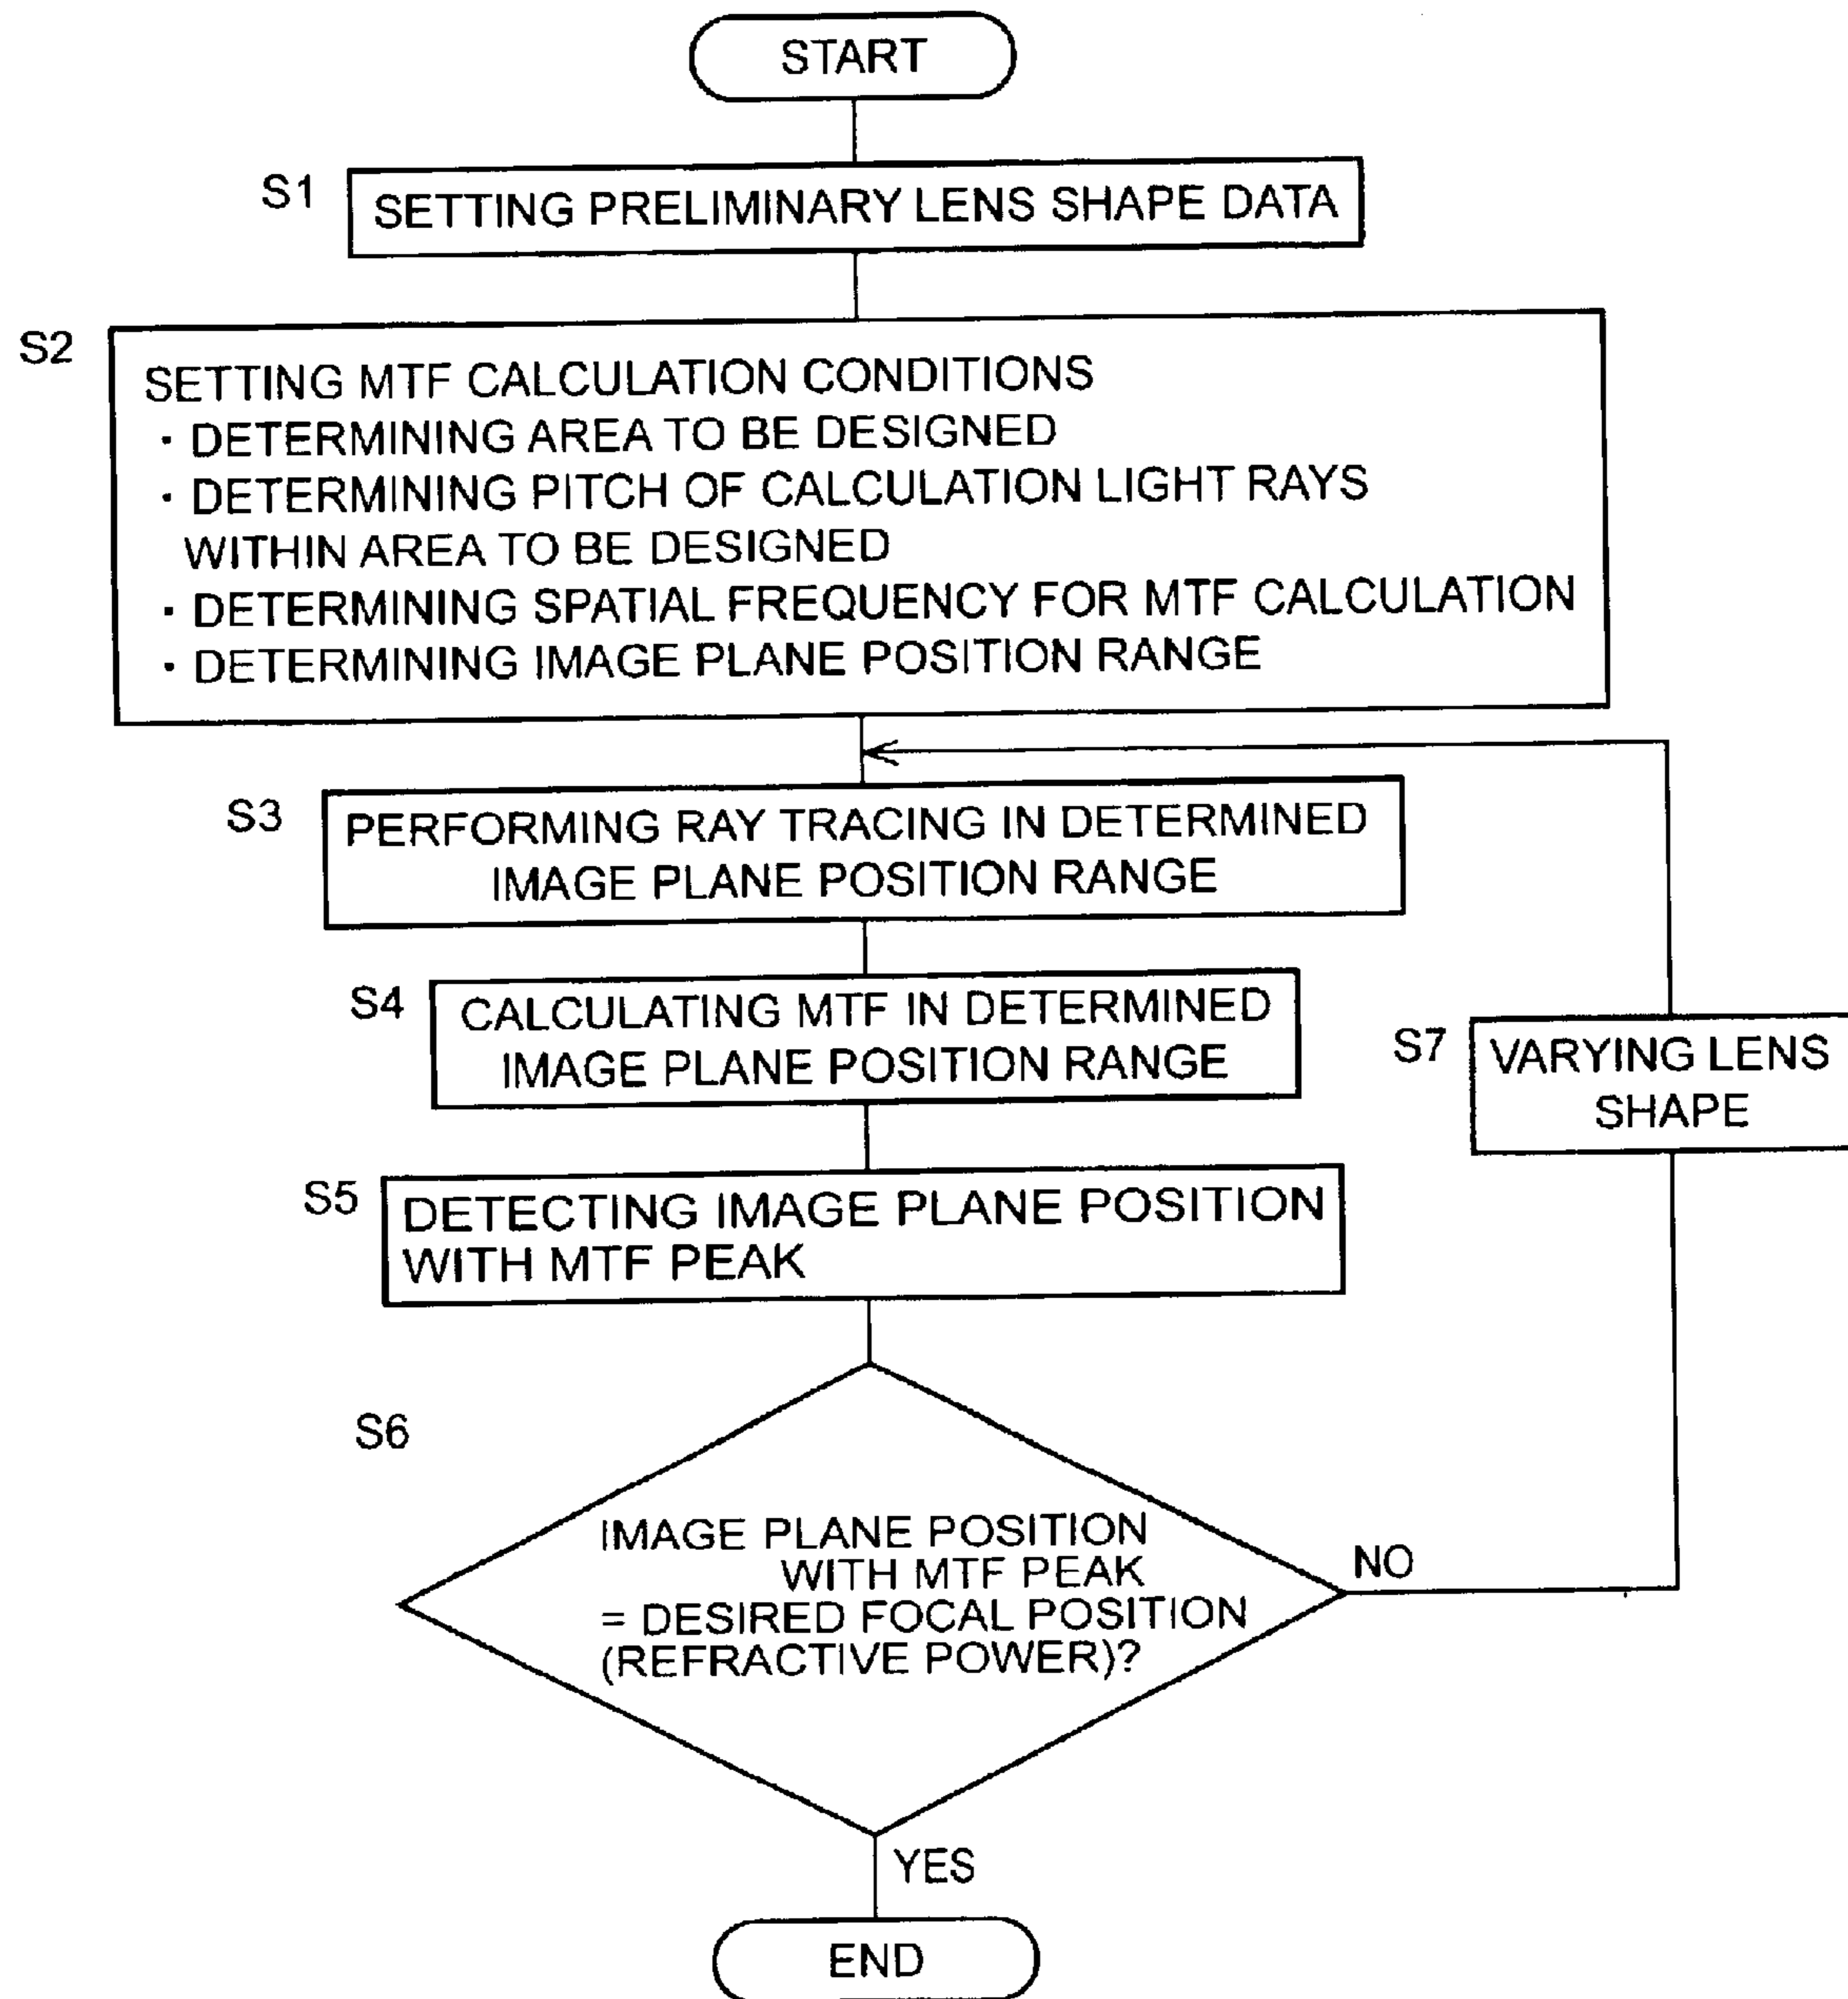 START
S1
SETTING PRELIMINARY LENS SHAPE DATA
S2
SETTING MTF CALCULATION CONDITIONS
· DETERMINING AREA TO BE DESIGNED
· DETERMINING PITCH OF CALCULATION LIGHT RAYS
WITHIN AREA TO BE DESIGNED
· DETERMINING SPATIAL FREQUENCY FOR MTF CALCULATION
· DETERMINING IMAGE PLANE POSITION RANGE
S3
PERFORMING RAY TRACING IN DETERMINED
IMAGE PLANE POSITION RANGE
S4
CALCULATING MTF IN DETERMINED
IMAGE PLANE POSITION RANGE
S7
VARYING LENS
SHAPE
S5
DETECTING IMAGE PLANE POSITION
WITH MTF PEAK
S6
IMAGE PLANE POSITION
WITH MTF PEAK
= DESIRED FOCAL POSITION
(REFRACTIVE POWER)?
NO
YES
END